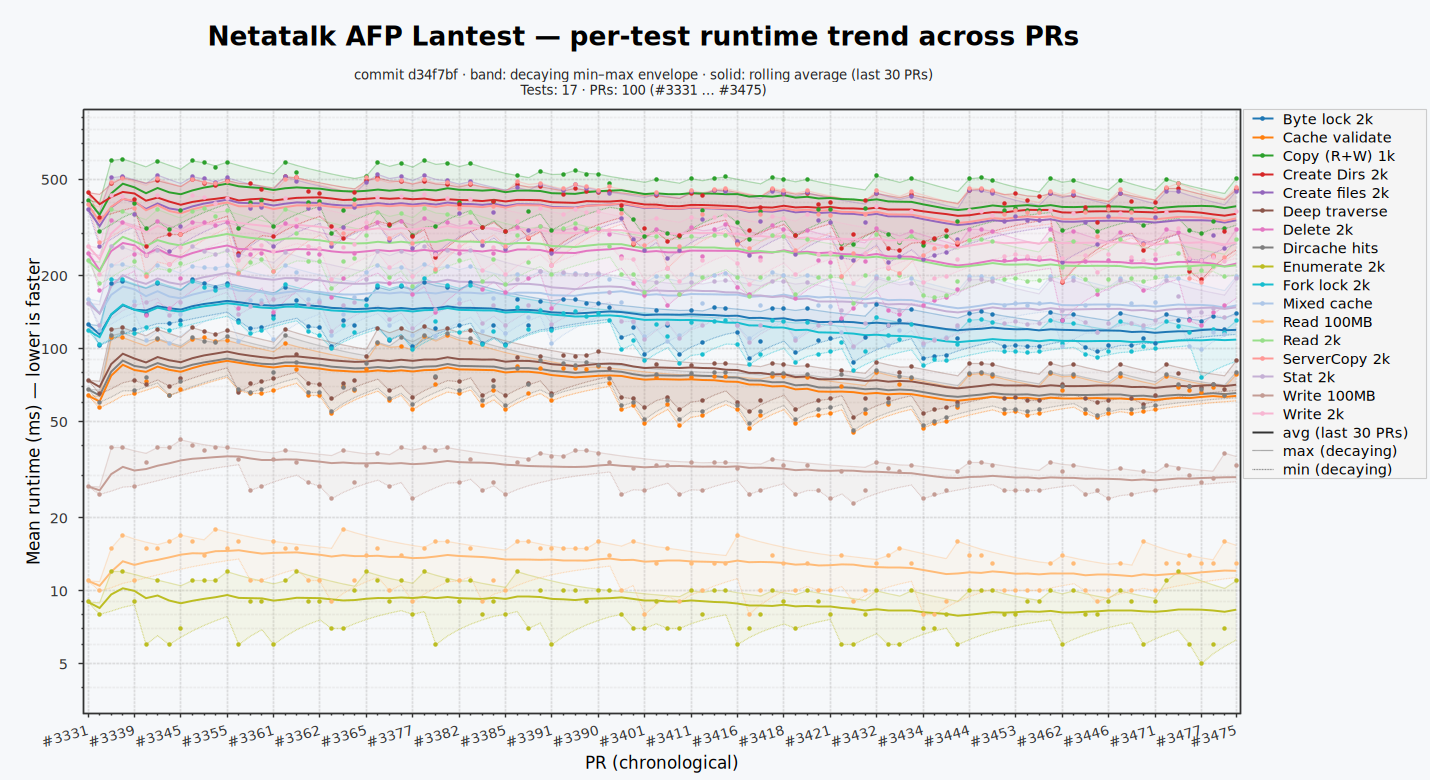 Netatalk AFP Lantest — per-test runtime trend across PRs
commit d34f7bf · band: decaying min–max envelope · solid: rolling average (last 30 PRs)
Tests: 17 · PRs: 100 (#3331 … #3475)
Mean runtime (ms) — lower is faster
500
200
100
50
20
10
5
#3331 #3339 #3345 #3355 #3361 #3362 #3365 #3377 #3382 #3385 #3391 #3390 #3401 #3411 #3416 #3418 #3421 #3432 #3434 #3444 #3453 #3462 #3446 #3471 #3477 #3475
PR (chronological)
Byte lock 2k
Cache validate
Copy (R+W) 1k
Create Dirs 2k
Create files 2k
Deep traverse
Delete 2k
Dircache hits
Enumerate 2k
Fork lock 2k
Mixed cache
Read 100MB
Read 2k
ServerCopy 2k
Stat 2k
Write 100MB
Write 2k
avg (last 30 PRs)
max (decaying)
min (decaying)